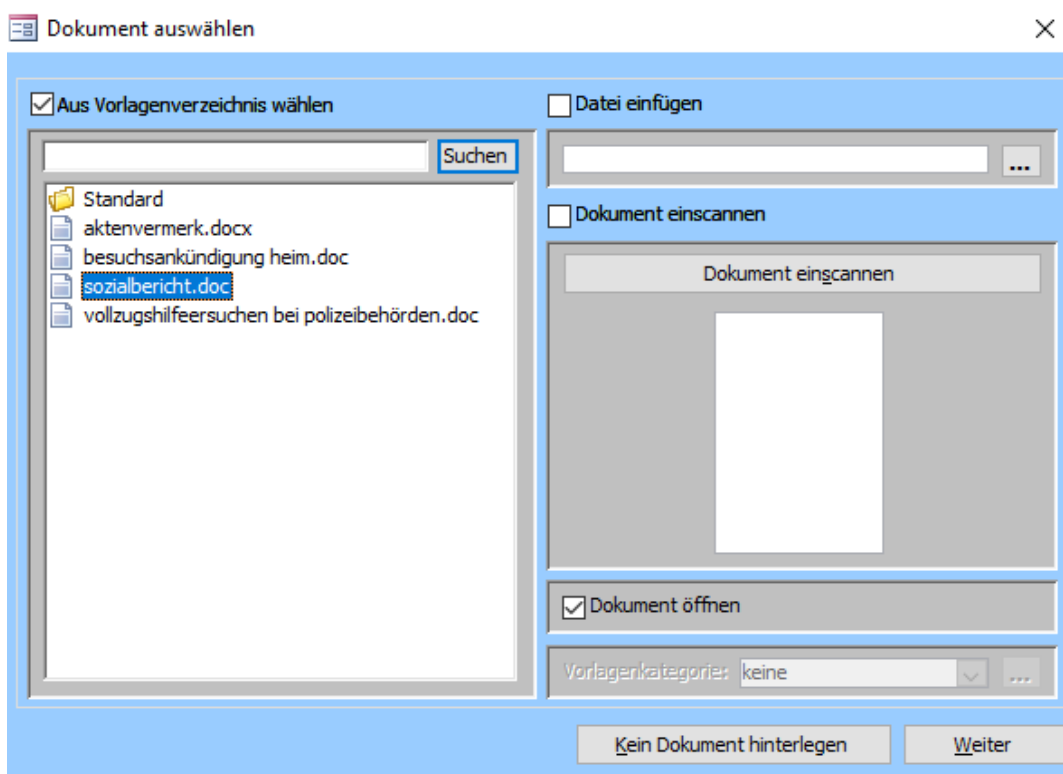 Dokument auswählen
Aus Vorlagenverzeichnis wählen
Suchen
Standard
aktenvermerk.docx
besuchsankündigung heim.doc
sozialbericht.doc
vollzugshilfeersuchen bei polizeibehörden.doc
Datei einfügen
...
Dokument einscannen
Dokument einscannen
Dokument öffnen
Vorlagenkategorie: keine ...
Kein Dokument hinterlegen Weiter